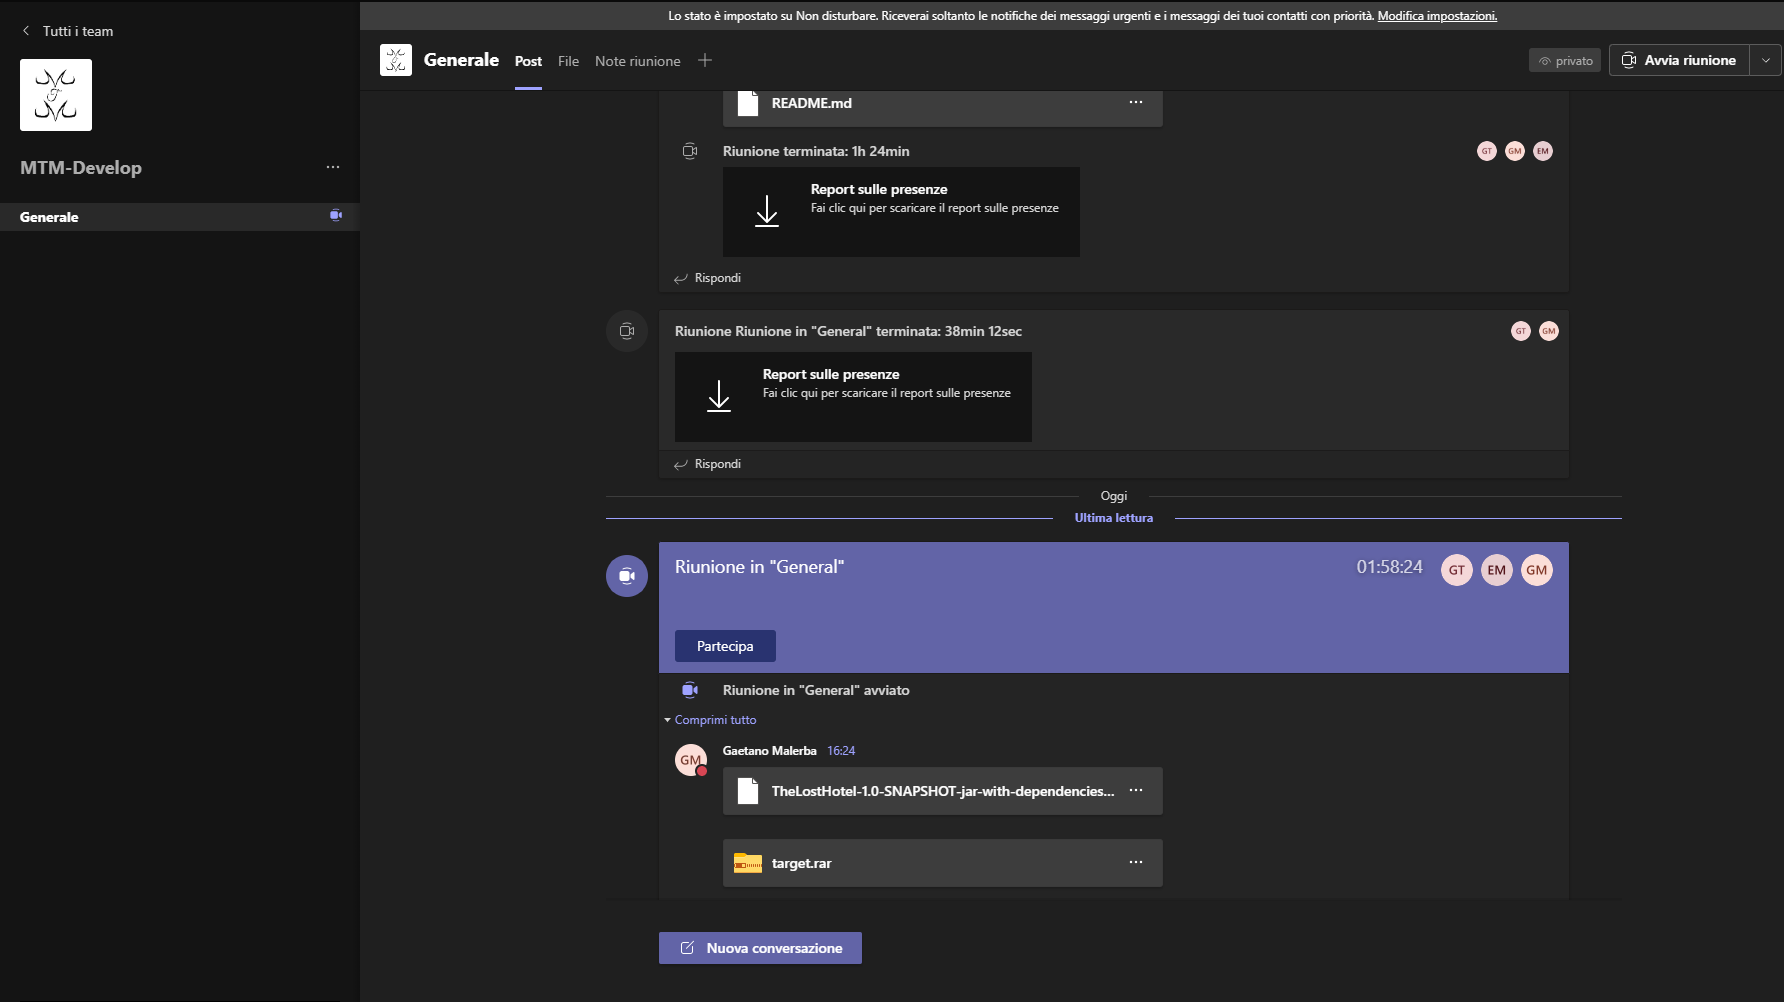 Lo stato è impostato su Non disturbare. Riceverai soltanto le notifiche dei messaggi urgenti e i messaggi dei tuoi contatti con priorità. Modifica impostazioni.
Tutti i team
MTM-Develop
...
Generale
Generale
Post
File
Note riunione
privato
Avvia riunione
README.md
...
Riunione terminata: 1h 24min
GT
GM
EM
Report sulle presenze
Fai clic qui per scaricare il report sulle presenze
Rispondi
Riunione Riunione in "General" terminata: 38min 12sec
GT
GM
Report sulle presenze
Fai clic qui per scaricare il report sulle presenze
Rispondi
Oggi
Ultima lettura
Riunione in "General"
01:58:24
GT
EM
GM
Partecipa
Riunione in "General" avviato
Comprimi tutto
GM
Gaetano Malerba 16:24
TheLostHotel-1.0-SNAPSHOT-jar-with-dependencies...
...
target.rar
...
Nuova conversazione